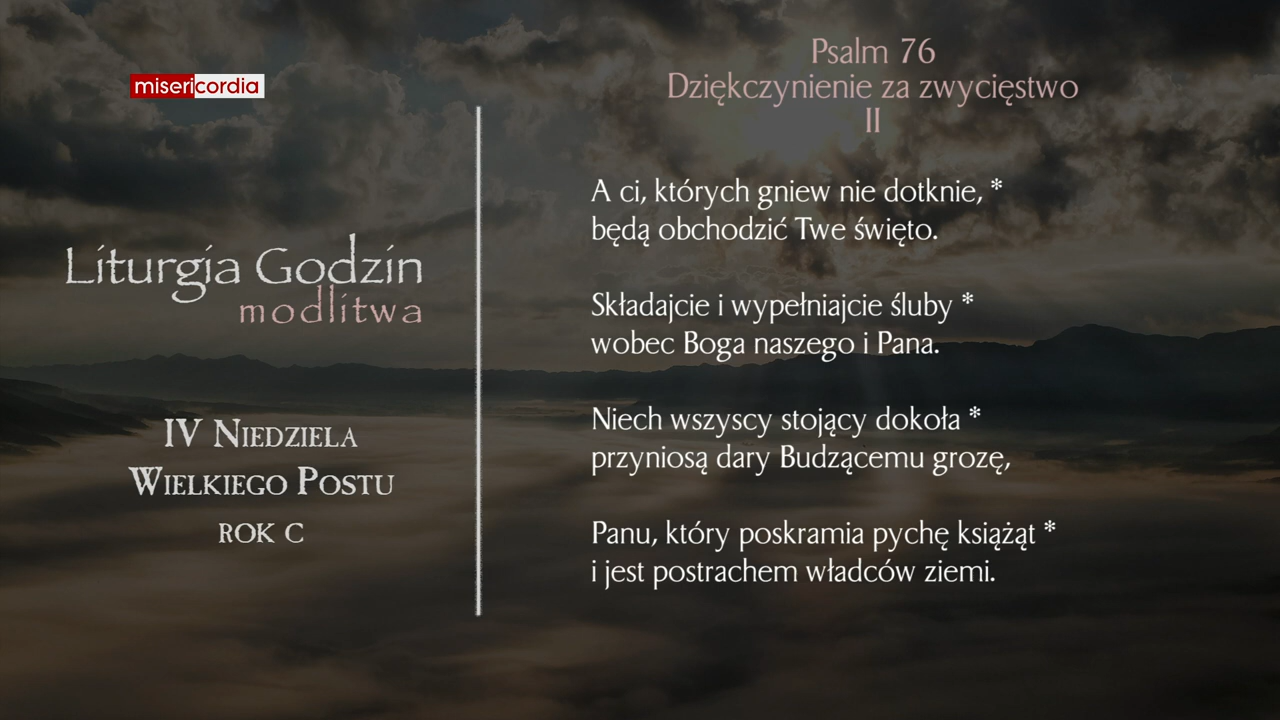 misericordia
Liturgia Godzin
modlitwa
IV Niedziela
Wielkiego Postu
rok C
Psalm 76
Dziękczynienie za zwycięstwo
II
A ci, których gniew nie dotknie, *
będą obchodzić Twe święto.
Składajcie i wypełniajcie śluby *
wobec Boga naszego i Pana.
Niech wszyscy stojący dokoła *
przyniosą dary Budzącemu grozę,
Panu, który poskramia pychę książąt *
i jest postrachem władców ziemi.